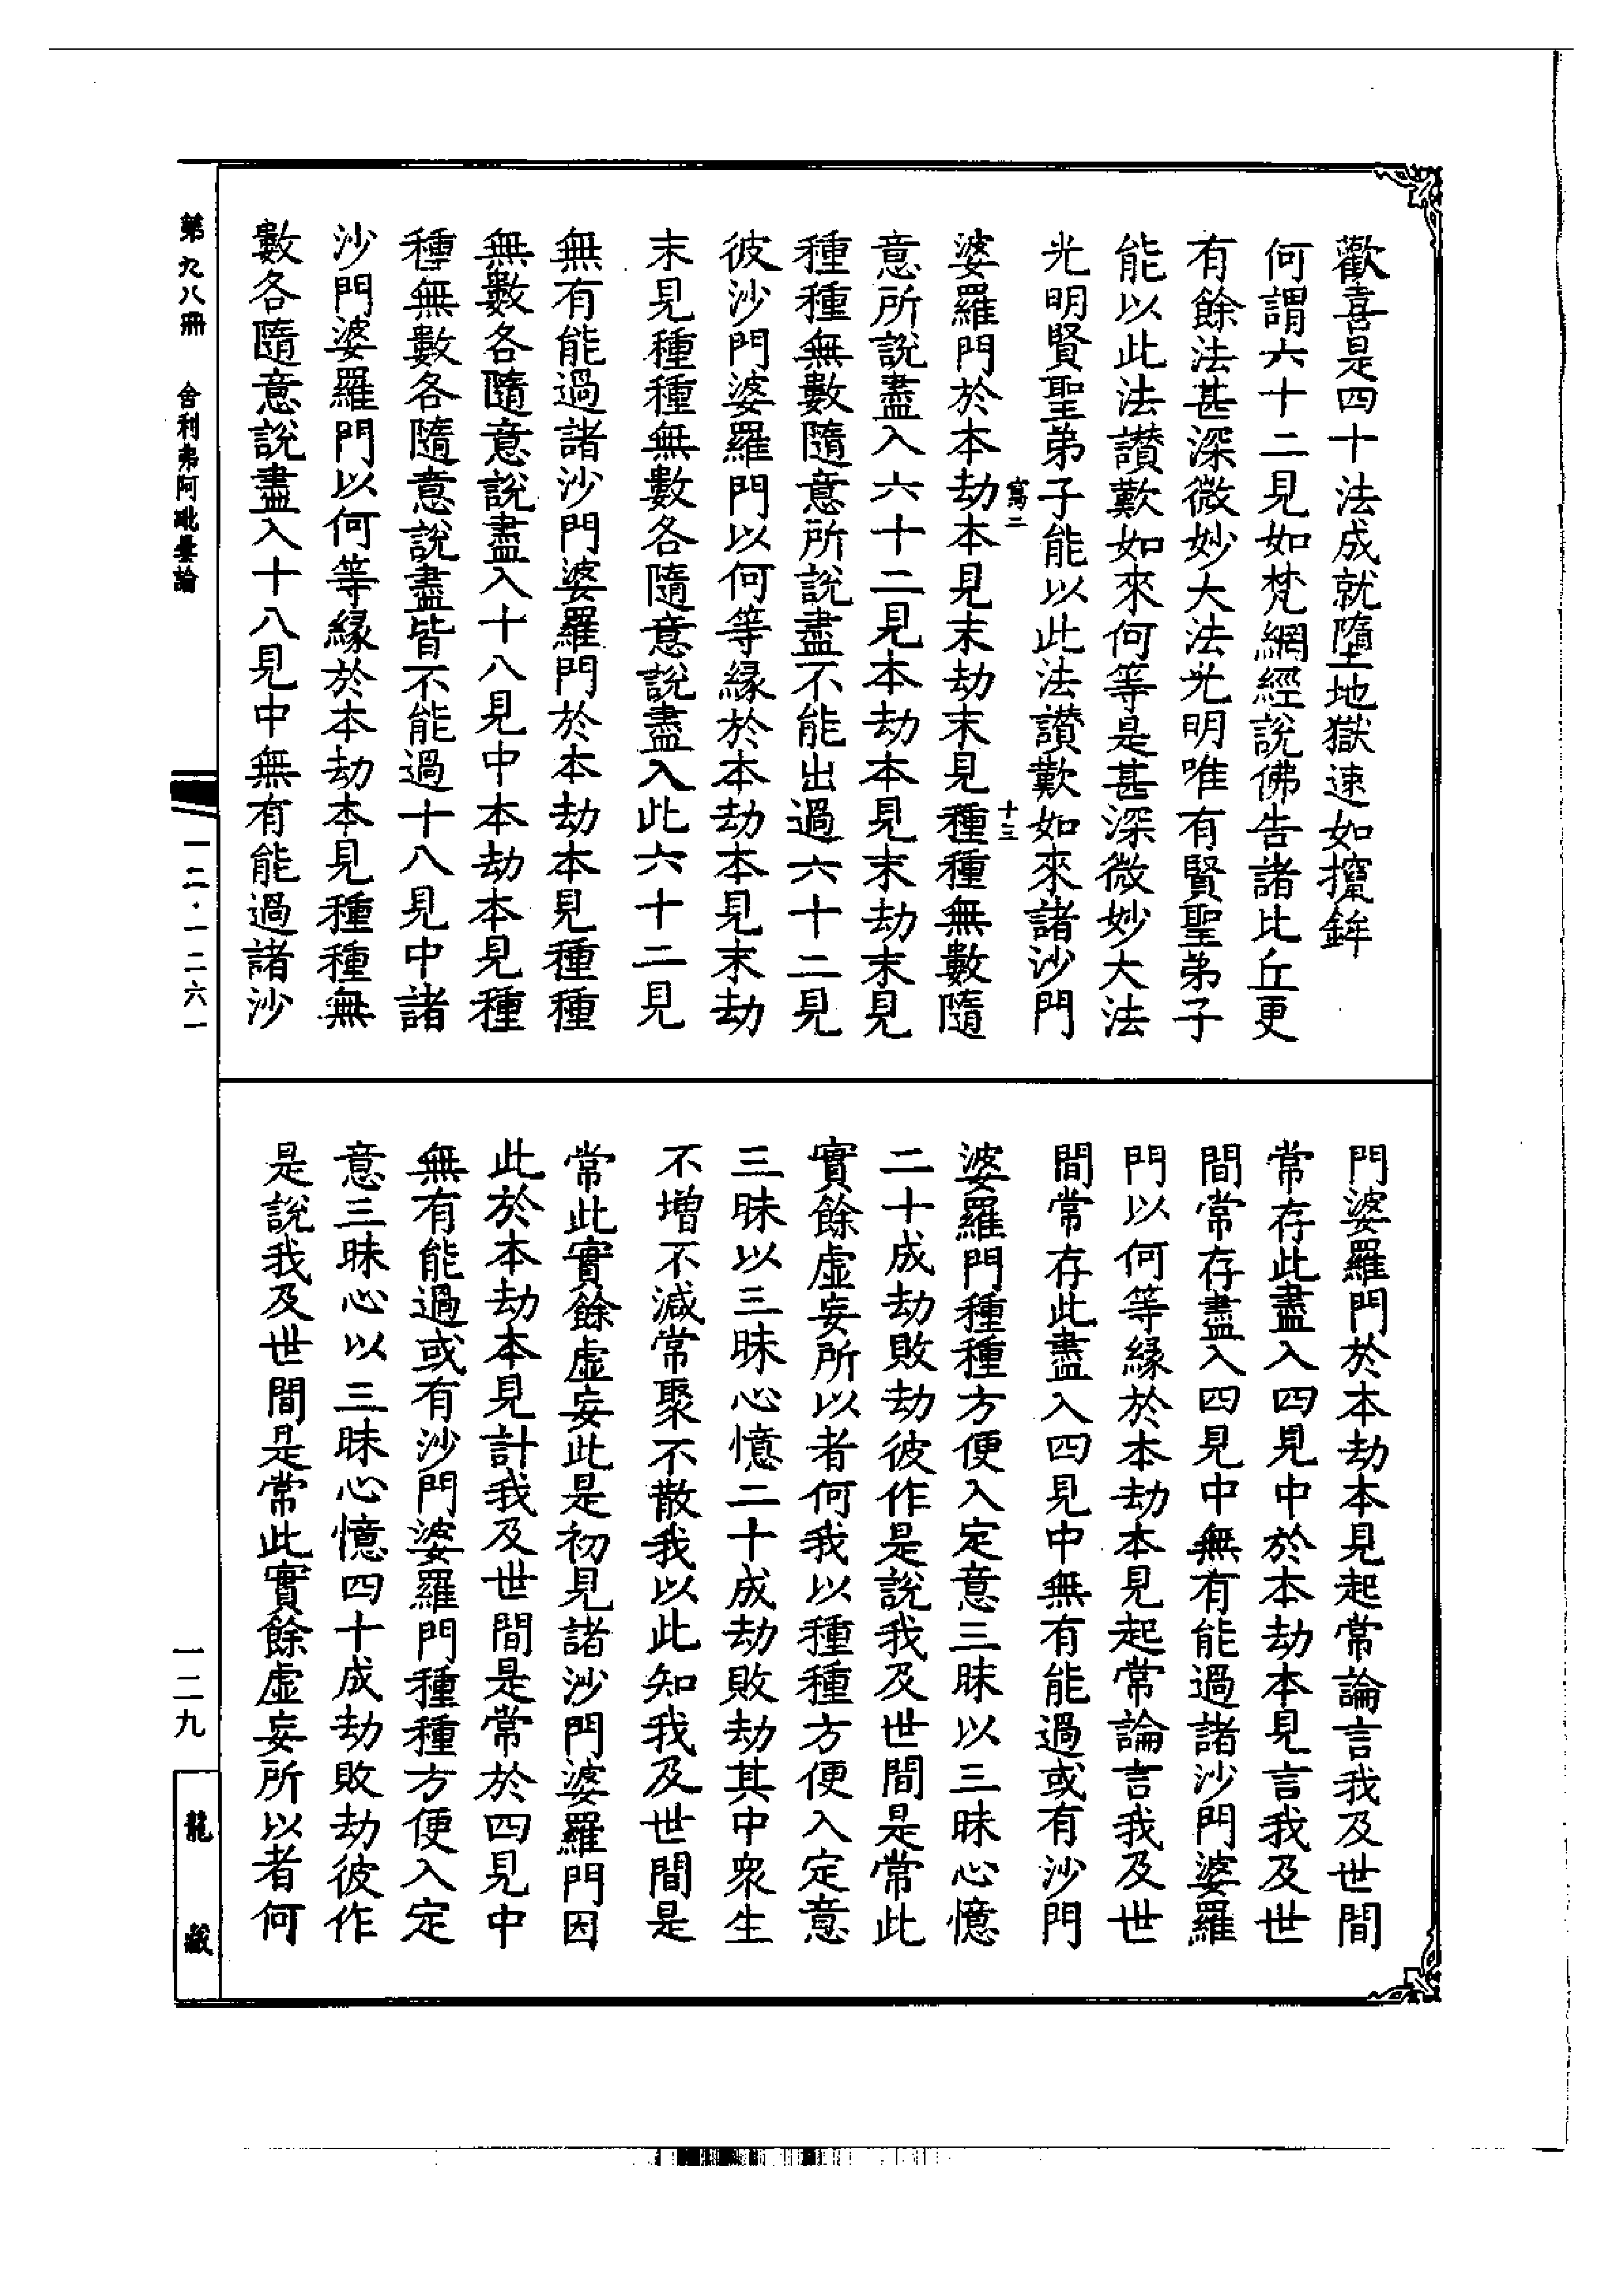 歡喜是四十法成就墮地獄速如攛鉾
何謂六十二見如梵網經說佛告諸比丘更
有餘法甚深微妙大法光明唯有賢聖弟子
能以此法讃歎如來何等是甚深微妙大法
光明賢聖弟子能以此法讃歎如來諸沙門
寫二
十三
婆羅門於本劫本見末劫末見種種無數隨
意所說盡入六十二見本劫本見末劫末見
種種無數隨意所說盡不能出過六十二見
彼沙門婆羅門以何等緣於本劫本見末劫
末見種種無數各隨意說盡入此六十二見
無有能過諸沙門婆羅門於本劫本見種種
無數各隨意說盡入十八見中本劫本見種
種無數各隨意說盡皆不能過十八見中諸
沙門婆羅門以何等緣於本劫本見種種無
數各隨意說盡入十八見中無有能過諸沙
門婆羅門於本劫本見起常論言我及世間
常存此盡入四見中於本劫本見言我及世
間常存盡入四見中無有能過諸沙門婆羅
門以何等緣於本劫本見起常論言我及世
間常存此盡入四見中無有能過或有沙門
婆羅門種種方便入定意三昧以三昧心憶
二十成劫敗劫彼作是說我及世間是常此
實餘虛妄所以者何我以種種方便入定意
三昧以三昧心憶二十成劫敗劫其中衆生
不增不減常聚不散我以此知我及世間是
常此實餘虛妄此是初見諸沙門婆羅門因
此於本劫本見計我及世間是常於四見中
無有能過或有沙門婆羅門種種方便入定
意三昧心以三昧心憶四十成劫敗劫彼作
是說我及世間是常此實餘虛妄所以者何
第九八冊 舍利弗阿毗曇論
一二·一二六一
一二九
龍藏